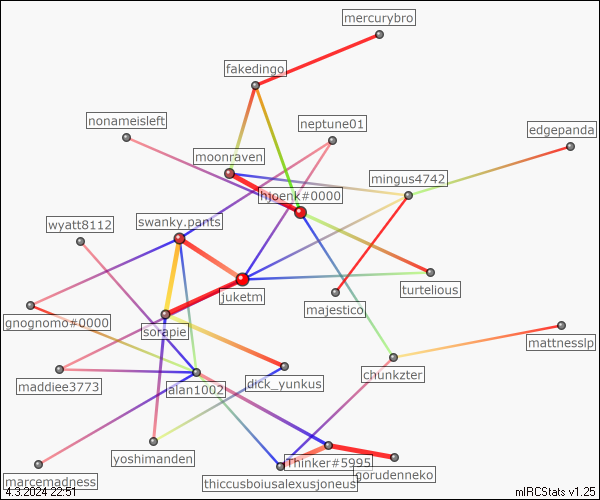 mercurybro
fakedingo
nonameisleft
neptune01
edgepanda
moonraven
mingus4742
hjoenk#0000
wyatt8112
swanky.pants
juketm
turtelious
majestico
gnognomo#0000
sorapie
mattnesslp
chunkzter
maddiee3773
alan1002
dick_yunkus
yoshimanden
Thinker#5995
gorudenneko
marcemadness
thiccusboiusalexusjoneus
4.3.2024 22:51
mIRCStats v1.25